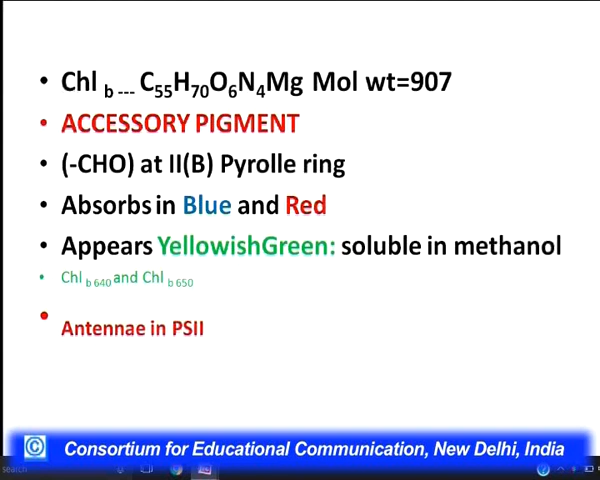 • Chl b --- C55H70O6N4Mg Mol wt=907
• ACCESSORY PIGMENT
• (-CHO) at II(B) Pyrolle ring
• Absorbs in Blue and Red
• Appears YellowishGreen: soluble in methanol
• Chl b 640 and Chl b 650
• Antennae in PSII
© Consortium for Educational Communication, New Delhi, India
search